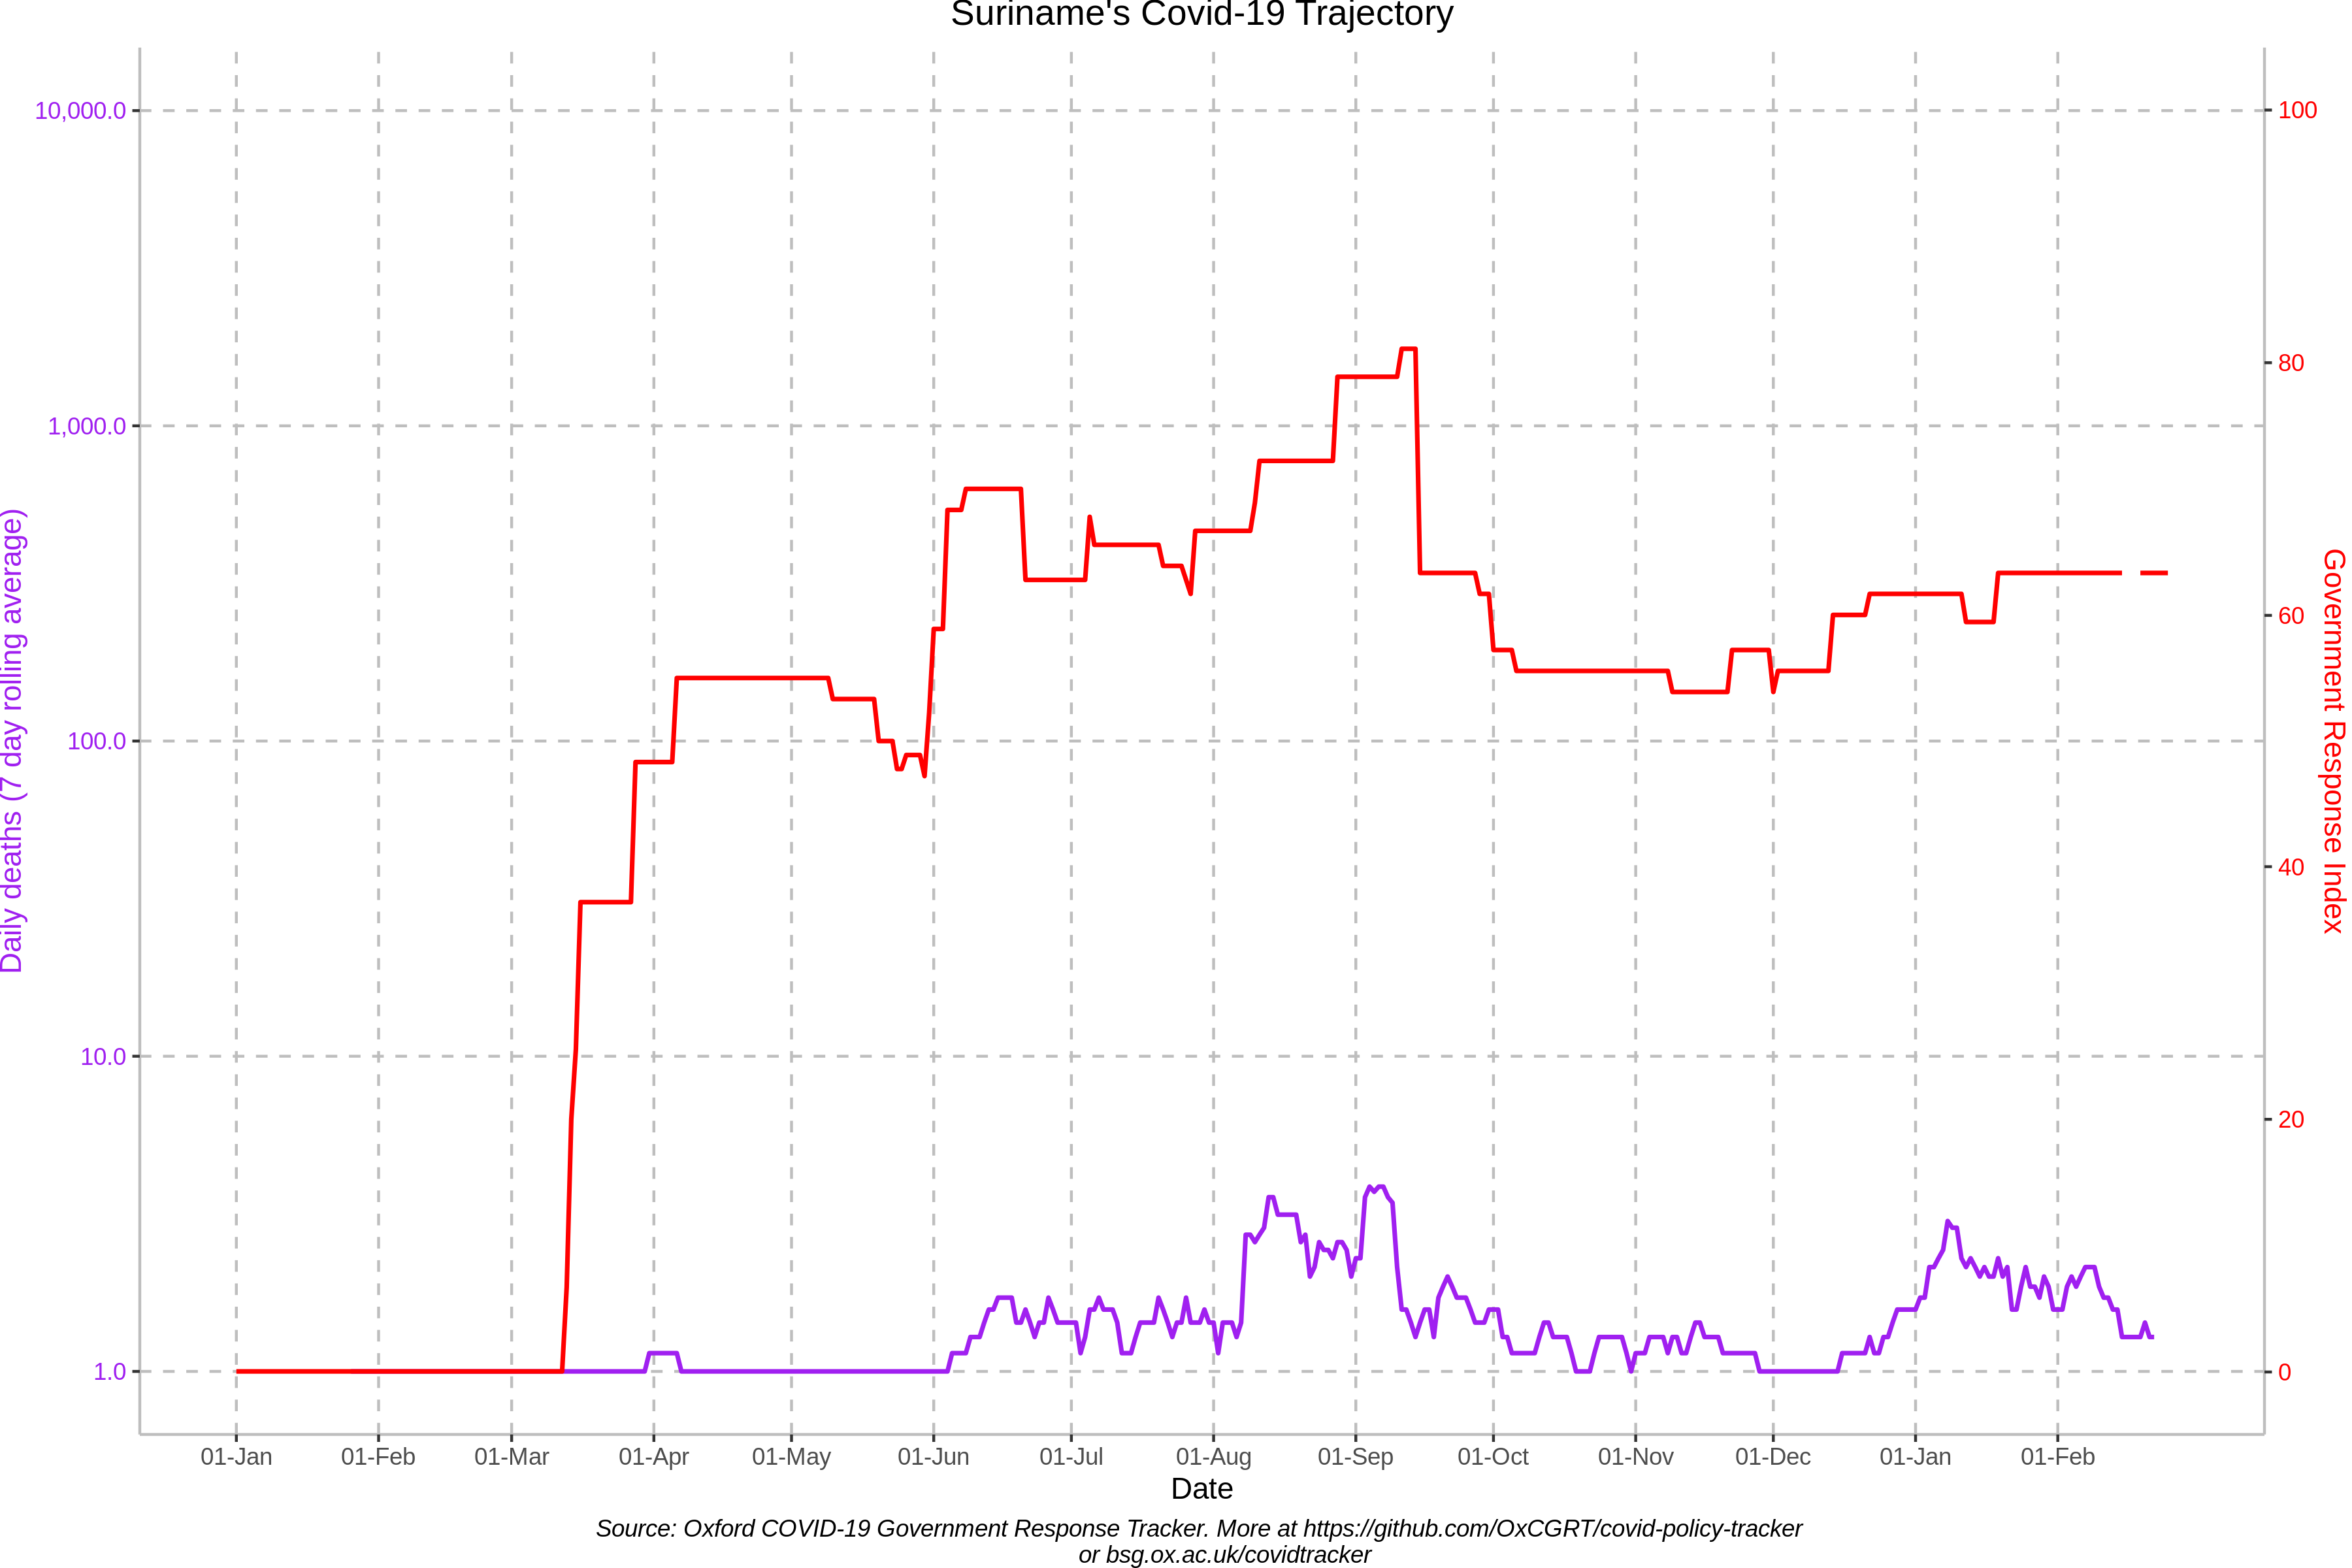 Suriname's Covid-19 Trajectory
10,000.0
1,000.0
100.0
10.0
1.0
Daily deaths (7 day rolling average)
100
80
60
40
20
0
Government Response Index
01-Jan 01-Feb 01-Mar 01-Apr 01-May 01-Jun 01-Jul 01-Aug 01-Sep 01-Oct 01-Nov 01-Dec 01-Jan 01-Feb
Date
Source: Oxford COVID-19 Government Response Tracker. More at https://github.com/OxCGRT/covid-policy-tracker
or bsg.ox.ac.uk/covidtracker